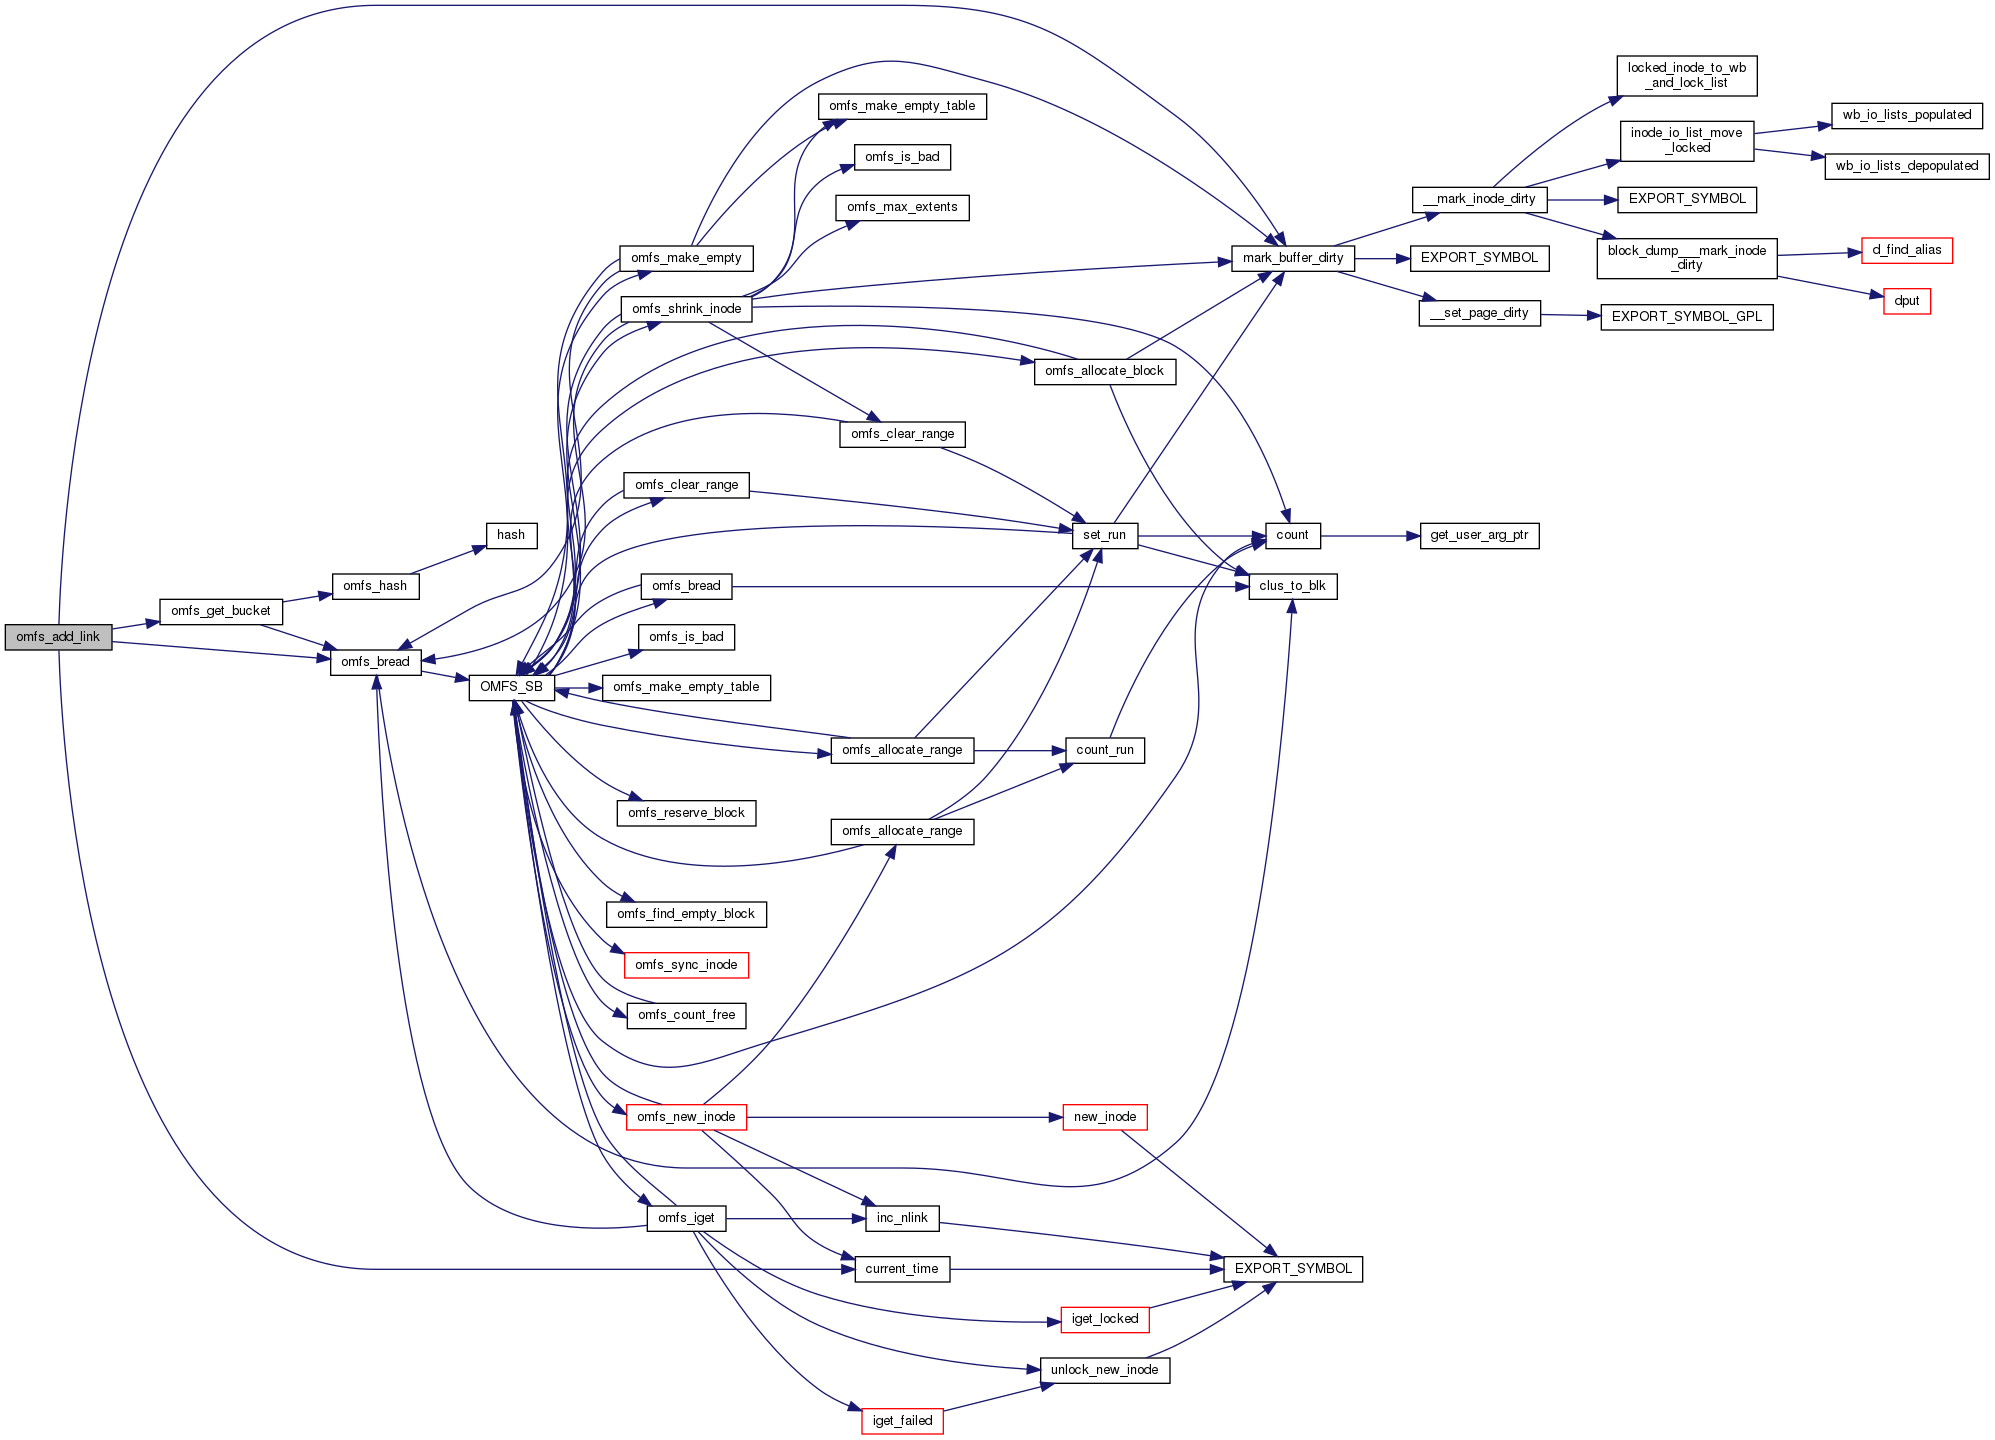 omfs_add_link
omfs_get_bucket
omfs_hash
hash
omfs_bread
OMFS_SB
omfs_make_empty
omfs_shrink_inode
omfs_clear_range
omfs_bread
omfs_is_bad
omfs_make_empty_table
omfs_reserve_block
omfs_find_empty_block
omfs_sync_inode
omfs_count_free
omfs_new_inode
omfs_iget
omfs_make_empty_table
omfs_is_bad
omfs_max_extents
omfs_clear_range
omfs_allocate_range
omfs_allocate_range
inc_nlink
current_time
iget_failed
omfs_allocate_block
set_run
count_run
new_inode
iget_locked
unlock_new_inode
mark_buffer_dirty
count
clus_to_blk
EXPORT_SYMBOL
__mark_inode_dirty
EXPORT_SYMBOL
__set_page_dirty
get_user_arg_ptr
locked_inode_to_wb
_and_lock_list
inode_io_list_move
_locked
EXPORT_SYMBOL
block_dump___mark_inode
_dirty
EXPORT_SYMBOL_GPL
wb_io_lists_populated
wb_io_lists_depopulated
d_find_alias
dput